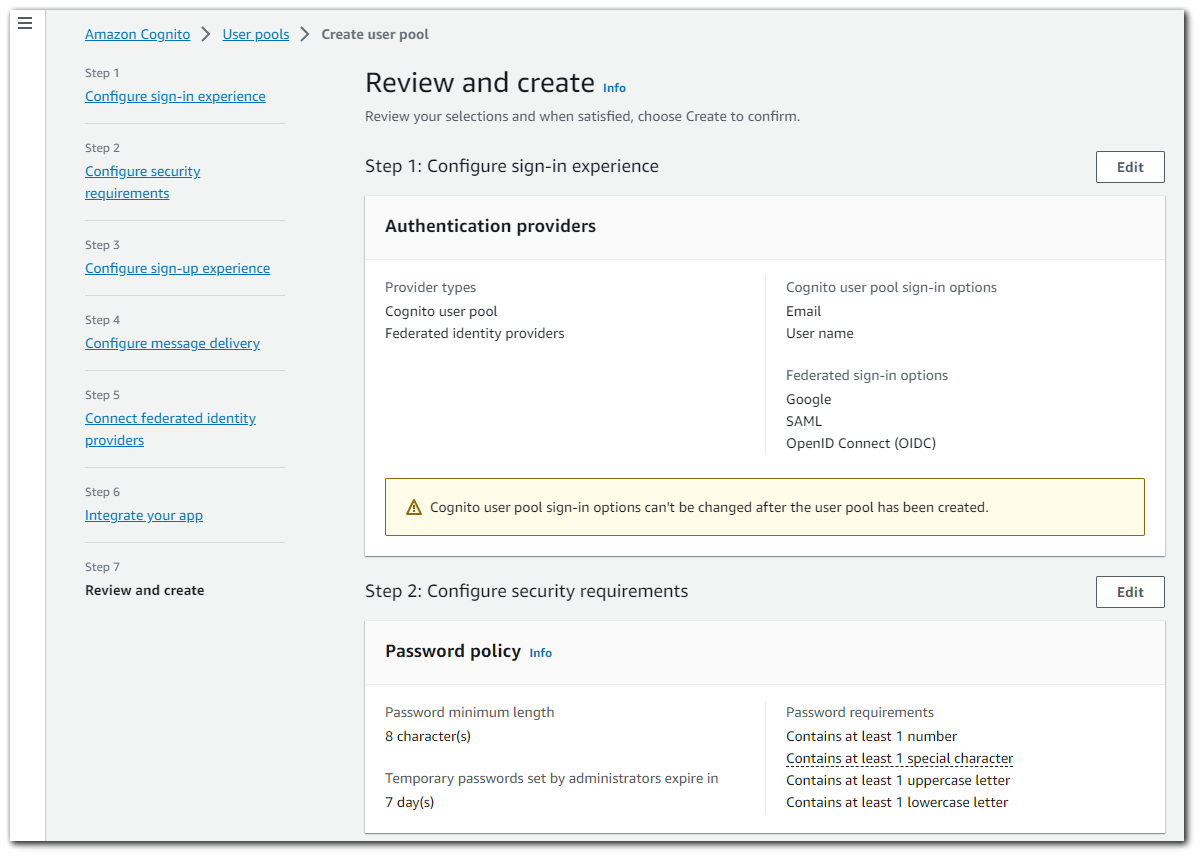 Amazon Cognito > User pools > Create user pool
Step 1
Configure sign-in experience
Step 2
Configure security
requirements
Step 3
Configure sign-up experience
Step 4
Configure message delivery
Step 5
Connect federated identity
providers
Step 6
Integrate your app
Step 7
Review and create
Review and create Info
Review your selections and when satisfied, choose Create to confirm.
Step 1: Configure sign-in experience
Edit
Authentication providers
Provider types
Cognito user pool
Federated identity providers
Cognito user pool sign-in options
Email
User name
Federated sign-in options
Google
SAML
OpenID Connect (OIDC)
Cognito user pool sign-in options can't be changed after the user pool has been created.
Step 2: Configure security requirements
Edit
Password policy Info
Password minimum length
8 character(s)
Temporary passwords set by administrators expire in
7 day(s)
Password requirements
Contains at least 1 number
Contains at least 1 special character
Contains at least 1 uppercase letter
Contains at least 1 lowercase letter